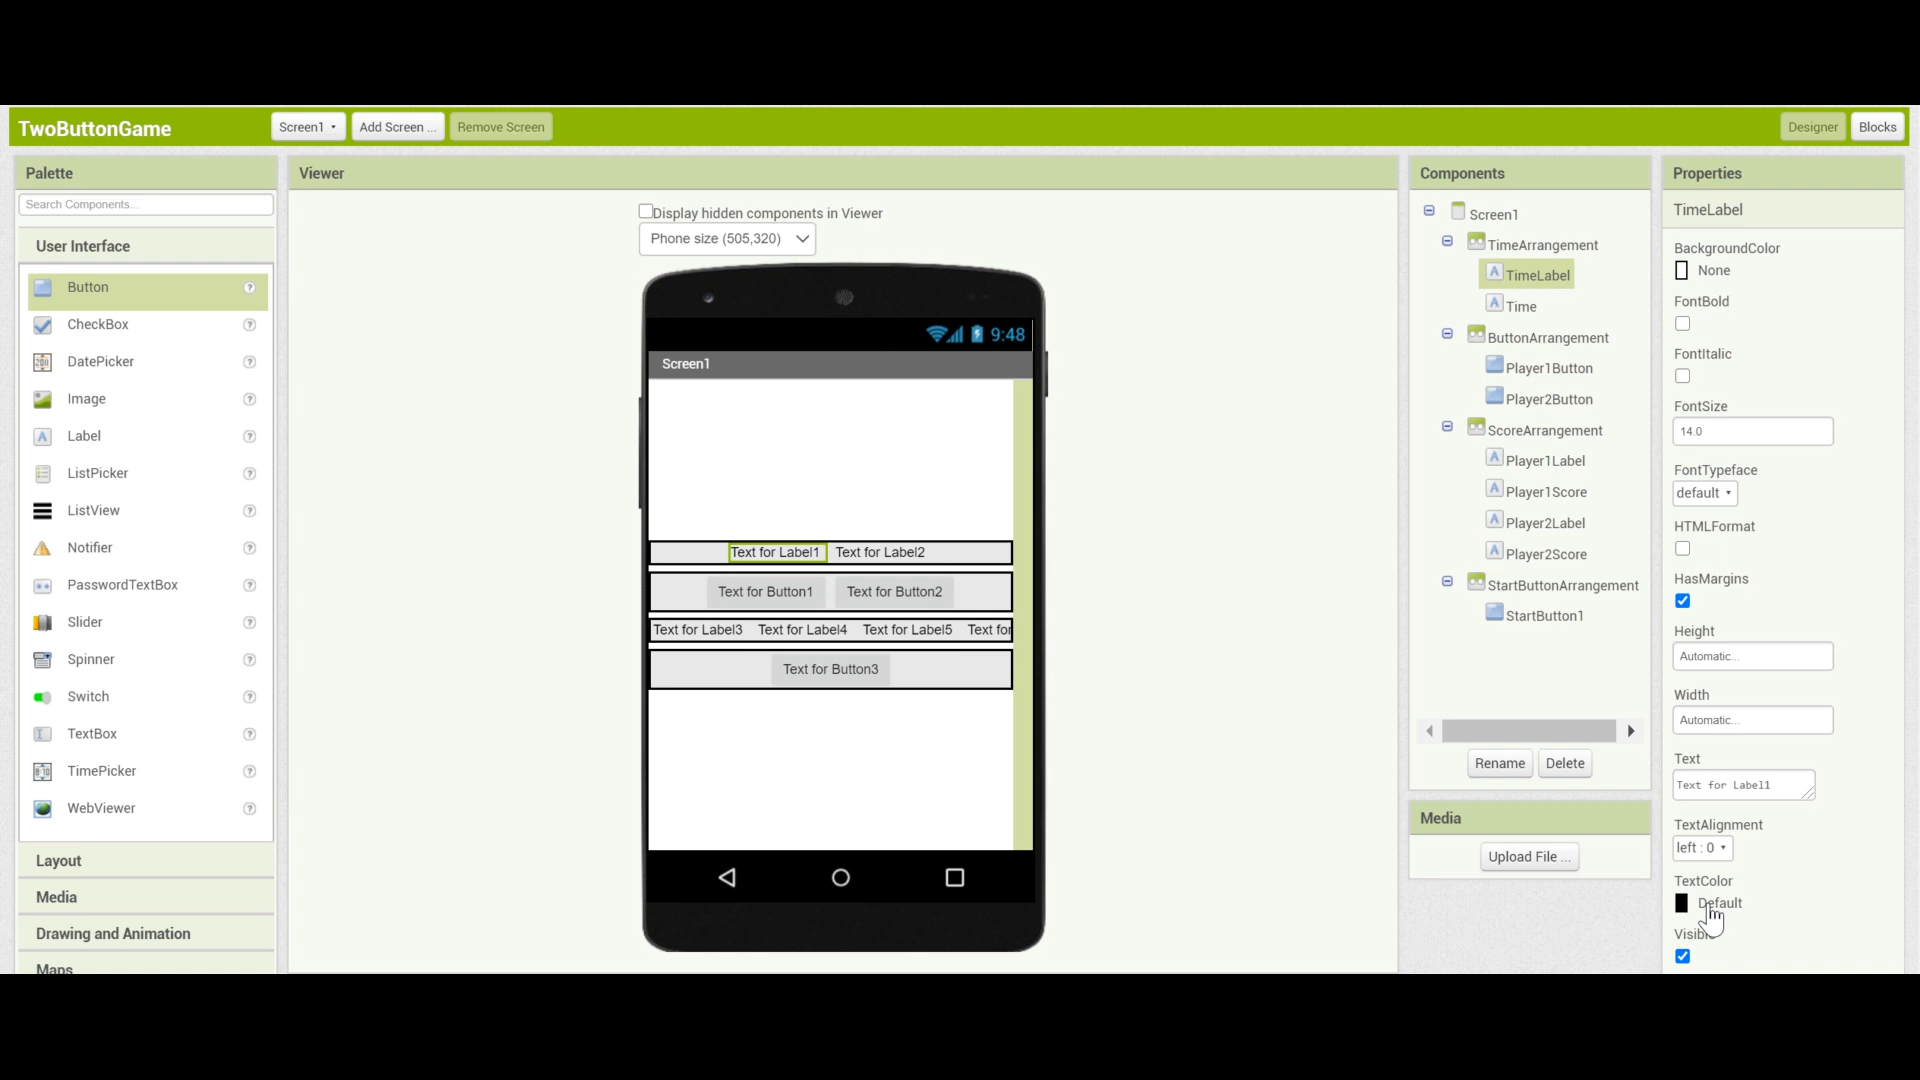 TwoButtonGame
Screen1
Add Screen ...
Remove Screen
Designer
Blocks
Palette
Search Components...
User Interface
Button
CheckBox
DatePicker
Image
Label
ListPicker
ListView
Notifier
PasswordTextBox
Slider
Spinner
Switch
TextBox
TimePicker
WebViewer
Layout
Media
Drawing and Animation
Maps
Viewer
Display hidden components in Viewer
Phone size (505,320)
9:48
Screen1
Text for Label1
Text for Label2
Text for Button1
Text for Button2
Text for Label3
Text for Label4
Text for Label5
Text for
Text for Button3
Components
Screen1
TimeArrangement
TimeLabel
Time
ButtonArrangement
Player1Button
Player2Button
ScoreArrangement
Player1Label
Player1Score
Player2Label
Player2Score
StartButtonArrangement
StartButton1
Rename
Delete
Media
Upload File ...
Properties
TimeLabel
BackgroundColor
None
FontBold
FontItalic
FontSize
14.0
FontTypeface
default
HTMLFormat
HasMargins
Height
Automatic...
Width
Automatic...
Text
Text for Label1
TextAlignment
left : 0
TextColor
Default